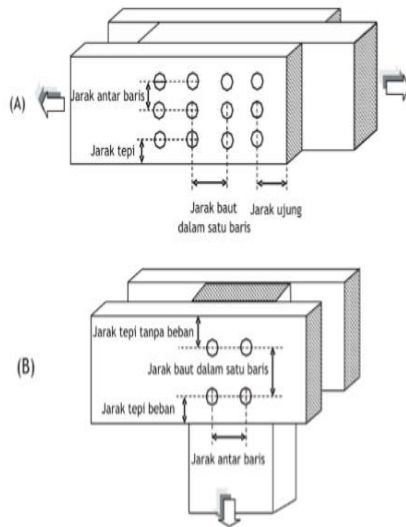 (A)
Jarak antar baris
Jarak tepi
Jarak baut
dalam satu baris
Jarak ujung
(B)
Jarak tepi tanpa beban
Jarak baut dalam satu baris
Jarak tepi beban
Jarak antar baris